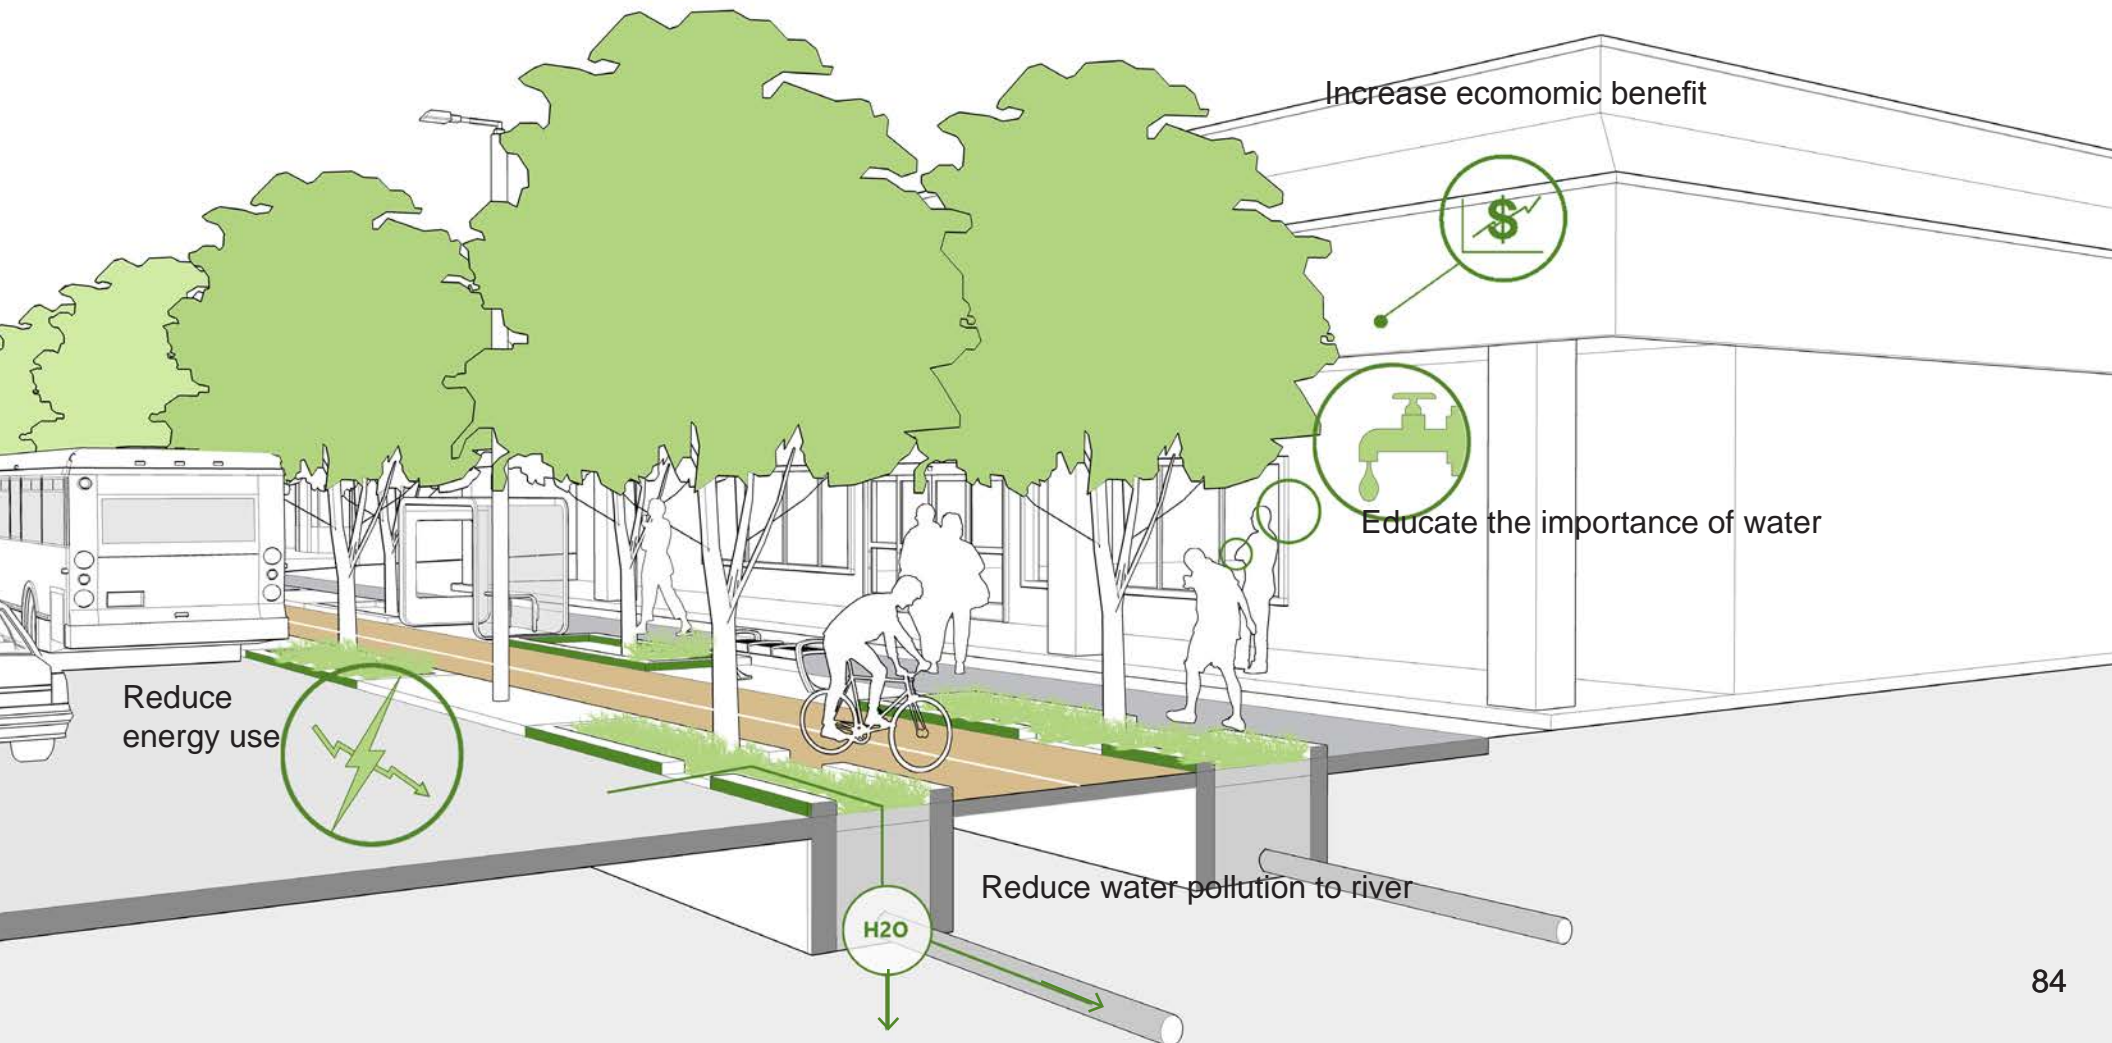 Increase ecomomic benefit
$
Educate the importance of water
Reduce
energy use
Reduce water pollution to river
H2O
84